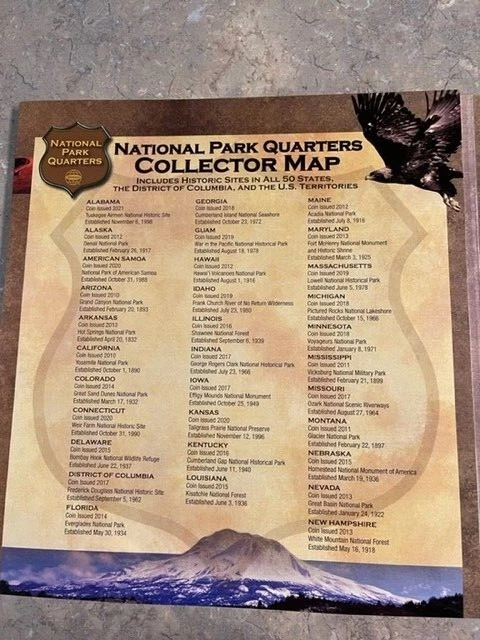 NATIONAL
PARK
QUARTERS
NATIONAL PARK QUARTERS
COLLECTOR MAP
INCLUDES HISTORIC SITES IN ALL 50 STATES,
THE DISTRICT OF COLUMBIA, AND THE U.S. TERRITORIES
ALABAMA
Coin Issued 2021
Tuskegee Airmen National Historic Site
Established November 6, 1998
ALASKA
Coin Issued 2012
Denali National Park
Established February 26, 1917
AMERICAN SAMOA
Coin Issued 2020
National Park of American Samoa
Established October 31, 1988
ARIZONA
Coin Issued 2010
Grand Canyon National Park
Established February 20, 1893
ARKANSAS
Coin Issued 2010
Hot Springs National Park
Established April 20, 1832
CALIFORNIA
Coin Issued 2010
Yosemite National Park
Established October 1, 1890
COLORADO
Coin Issued 2014
Great Sand Dunes National Park
Established March 17, 1932
CONNECTICUT
Coin Issued 2020
Weir Farm National Historic Site
Established October 31, 1990
DELAWARE
Coin Issued 2015
Bombay Hook National Wildlife Refuge
Established June 22, 1937
DISTRICT OF COLUMBIA
Coin Issued 2017
Frederick Douglass National Historic Site
Established September 5, 1962
FLORIDA
Coin Issued 2014
Everglades National Park
Established May 30, 1934
GEORGIA
Coin Issued 2018
Cumberland Island National Seashore
Established October 23, 1972
GUAM
Coin Issued 2019
War in the Pacific National Historical Park
Established August 18, 1978
HAWAII
Coin Issued 2012
Hawai'i Volcanoes National Park
Established August 1, 1916
IDAHO
Coin Issued 2019
Frank Church River of No Return Wilderness
Established July 23, 1980
ILLINOIS
Coin Issued 2016
Shawnee National Forest
Established September 6, 1939
INDIANA
Coin Issued 2017
George Rogers Clark National Historical Park
Established July 23, 1966
IOWA
Coin Issued 2017
Effigy Mounds National Monument
Established October 25, 1949
KANSAS
Coin Issued 2020
Tallgrass Prairie National Preserve
Established November 12, 1996
KENTUCKY
Coin Issued 2016
Cumberland Gap National Historical Park
Established June 11, 1940
LOUISIANA
Coin Issued 2015
Kisatchie National Forest
Established June 3, 1936
MAINE
Coin Issued 2012
Acadia National Park
Established July 8, 1916
MARYLAND
Coin Issued 2013
Fort McHenry National Monument
and Historic Shrine
Established March 3, 1925
MASSACHUSETTS
Coin Issued 2019
Lowell National Historical Park
Established June 5, 1978
MICHIGAN
Coin Issued 2018
Pictured Rocks National Lakeshore
Established October 15, 1966
MINNESOTA
Coin Issued 2018
Voyageurs National Park
Established January 8, 1971
MISSISSIPPI
Coin Issued 2011
Vicksburg National Military Park
Established February 21, 1899
MISSOURI
Coin Issued 2017
Ozark National Scenic Riverways
Established August 27, 1964
MONTANA
Coin Issued 2011
Glacier National Park
Established February 22, 1897
NEBRASKA
Coin Issued 2015
Homestead National Monument of America
Established March 19, 1936
NEVADA
Coin Issued 2013
Great Basin National Park
Established January 24, 1922
NEW HAMPSHIRE
Coin Issued 2013
White Mountain National Forest
Established May 16, 1918